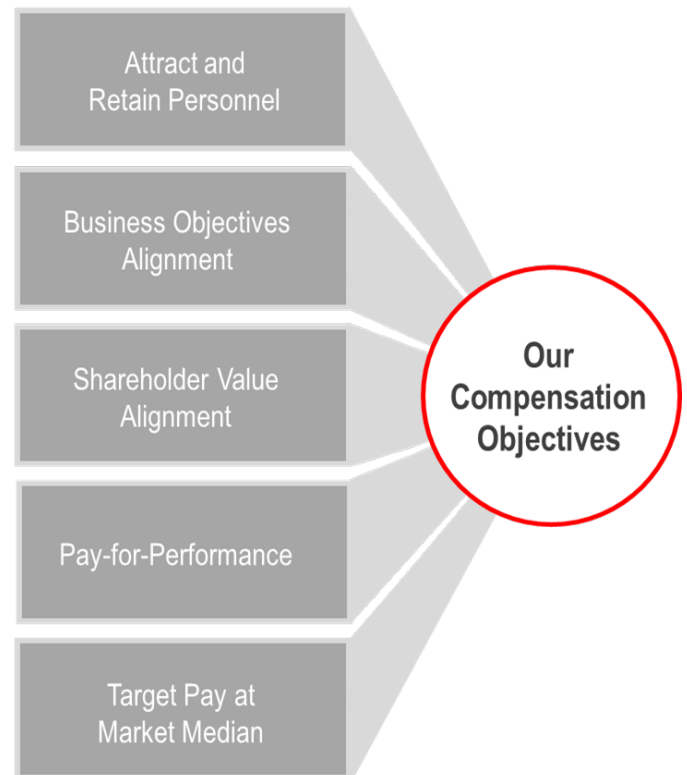 Attract and
Retain Personnel
Business Objectives
Alignment
Shareholder Value
Alignment
Pay-for-Performance
Target Pay at
Market Median
Our
Compensation
Objectives